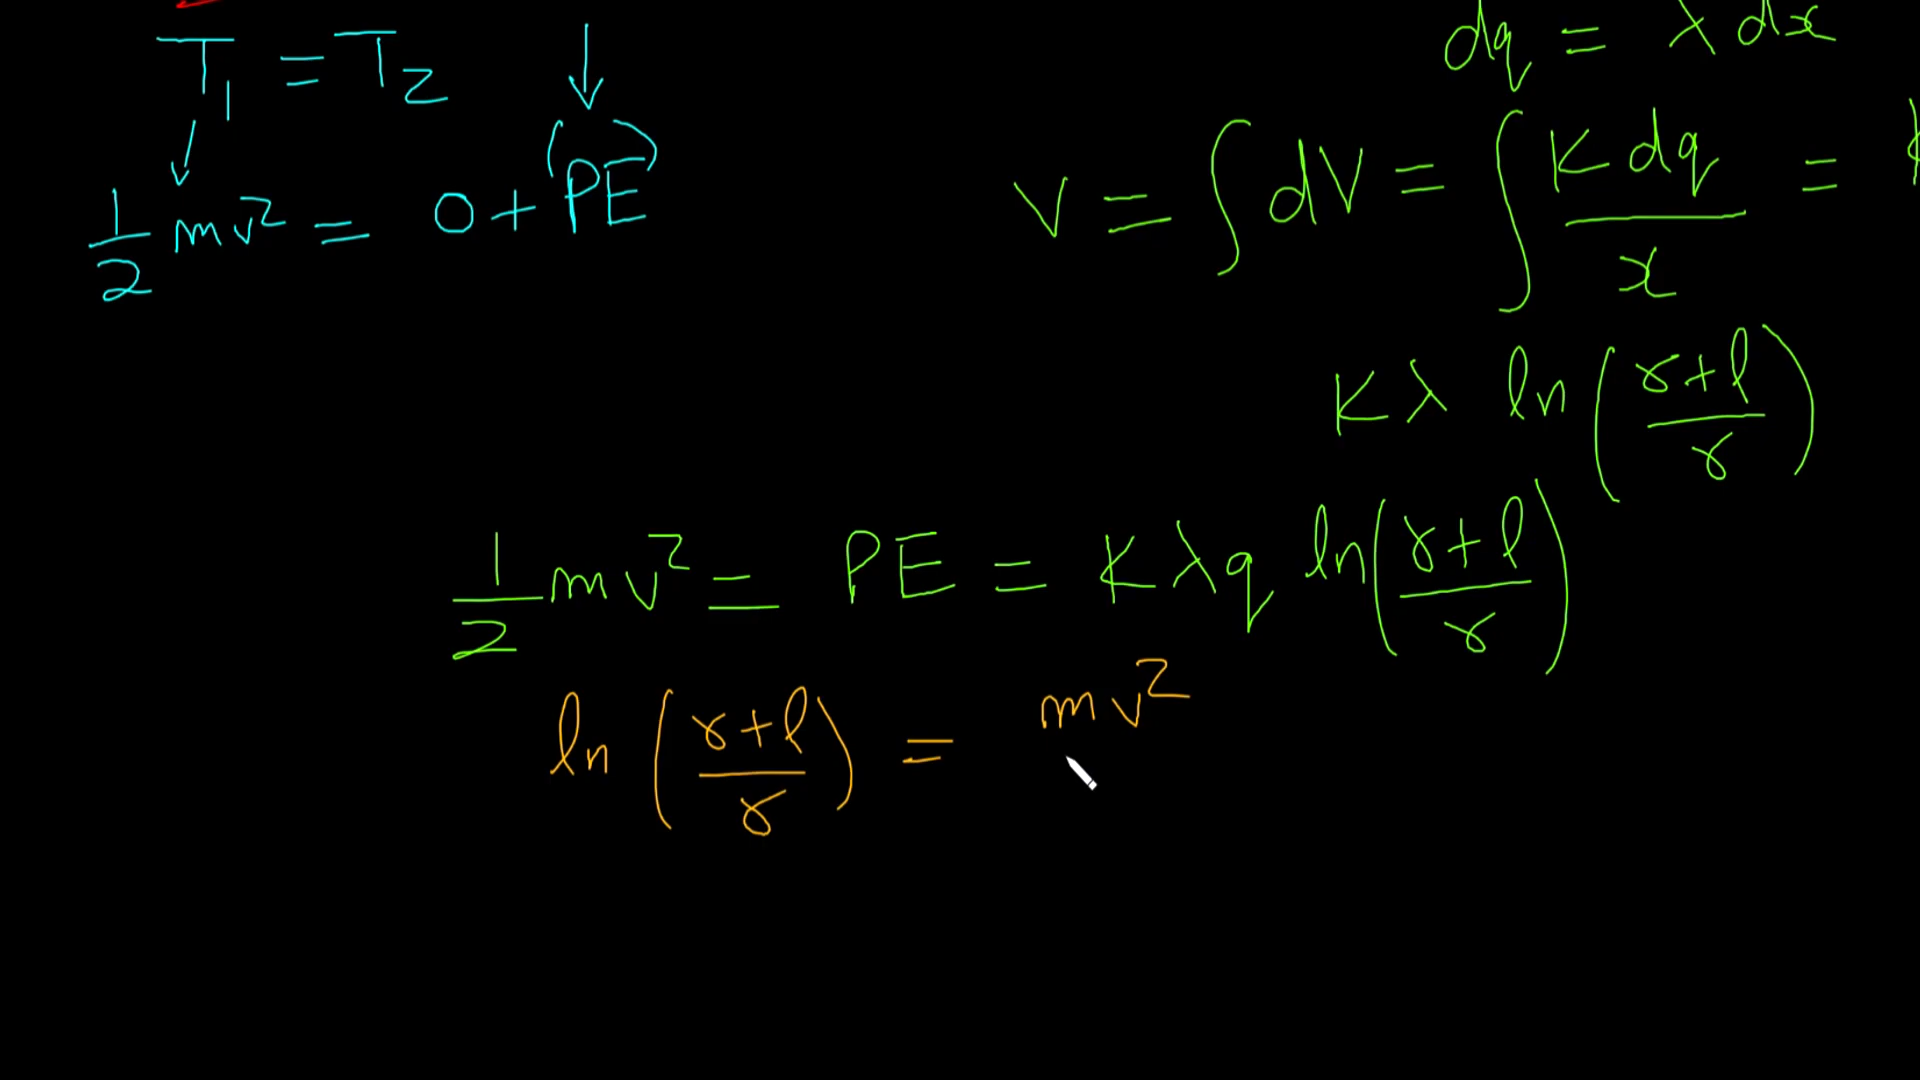 T₁ = T₂
½ mv² = 0 + (PE)
dq = λ dx
V = ∫ dV = ∫ K dq / x =
Kλ ln((r+l)/r)
½ mv² = PE = Kλq ln((r+l)/r)
ln((r+l)/r) = mv²